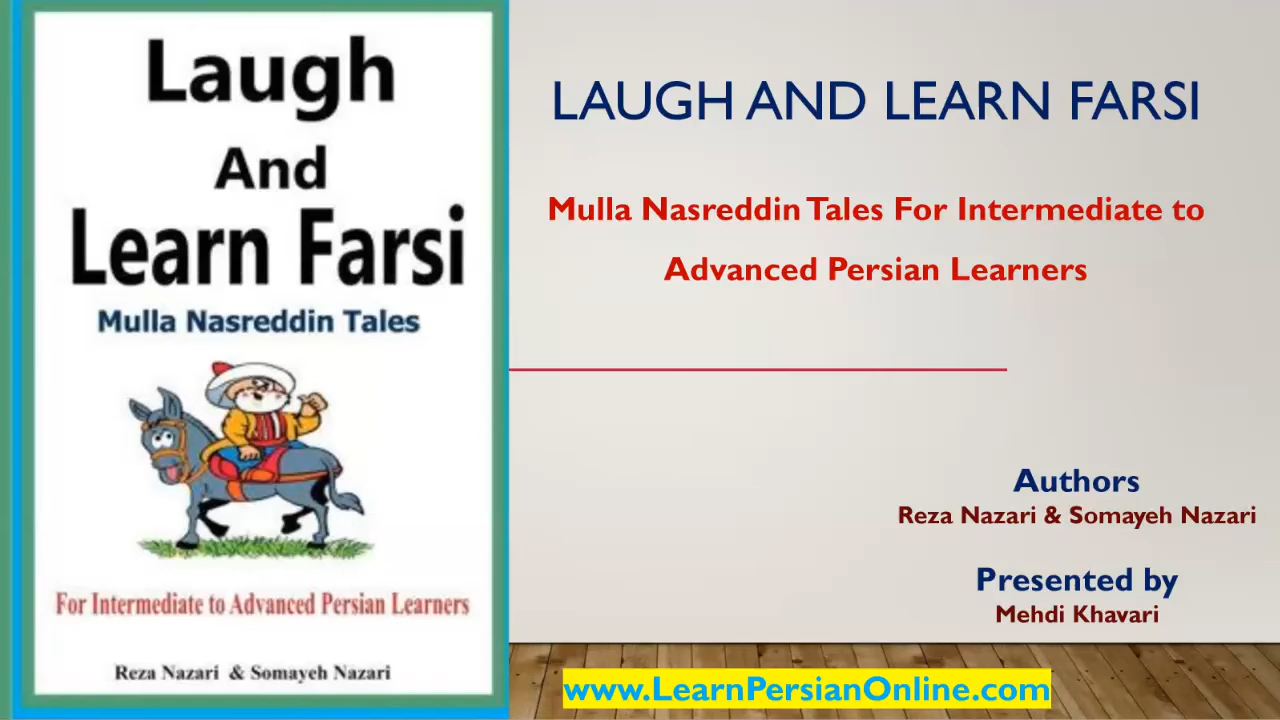 Laugh
And
Learn Farsi
Mulla Nasreddin Tales
For Intermediate to Advanced Persian Learners
Reza Nazari & Somayeh Nazari
LAUGH AND LEARN FARSI
Mulla Nasreddin Tales For Intermediate to
Advanced Persian Learners
Authors
Reza Nazari & Somayeh Nazari
Presented by
Mehdi Khavari
www.LearnPersianOnline.com